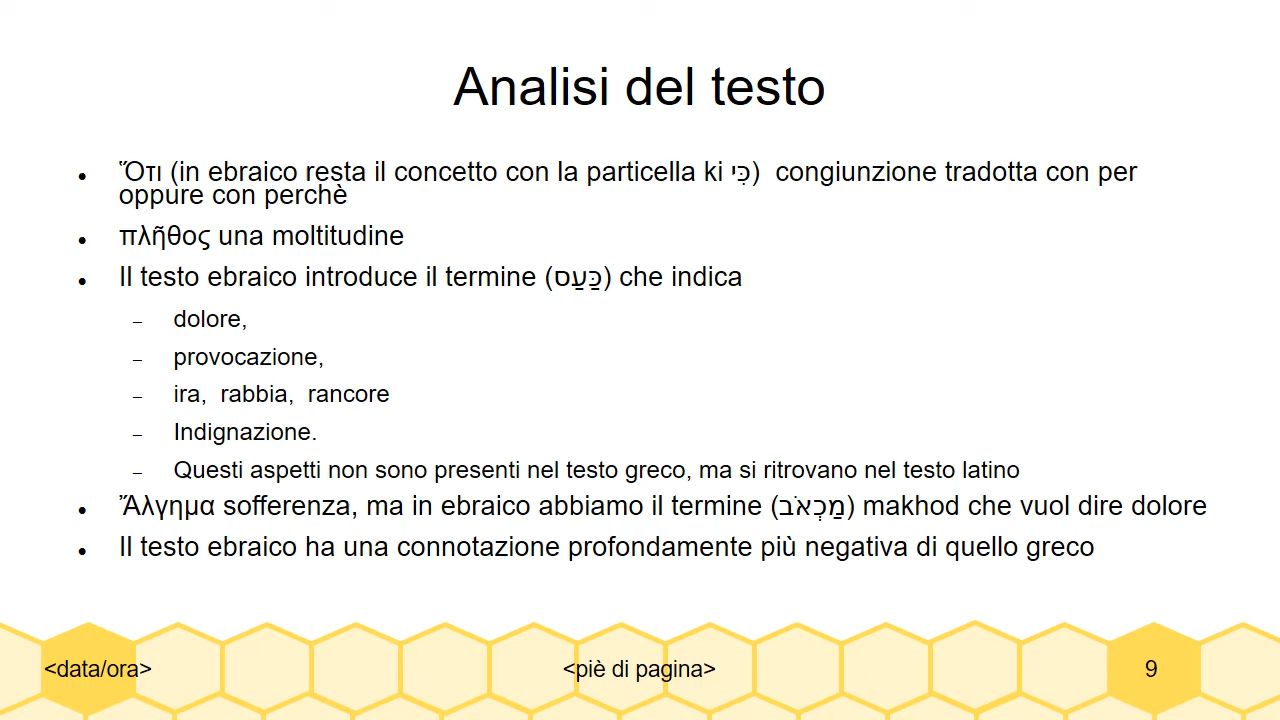 Analisi del testo
Ὅτι (in ebraico resta il concetto con la particella ki כִּי) congiunzione tradotta con per
oppure con perchè
πλῆθος una moltitudine
Il testo ebraico introduce il termine (כַּעַס) che indica
dolore,
provocazione,
ira, rabbia, rancore
Indignazione.
Questi aspetti non sono presenti nel testo greco, ma si ritrovano nel testo latino
Ἄλγημα sofferenza, ma in ebraico abbiamo il termine (מַכְאֹב) makhod che vuol dire dolore
Il testo ebraico ha una connotazione profondamente più negativa di quello greco
<data/ora>
<piè di pagina>
9